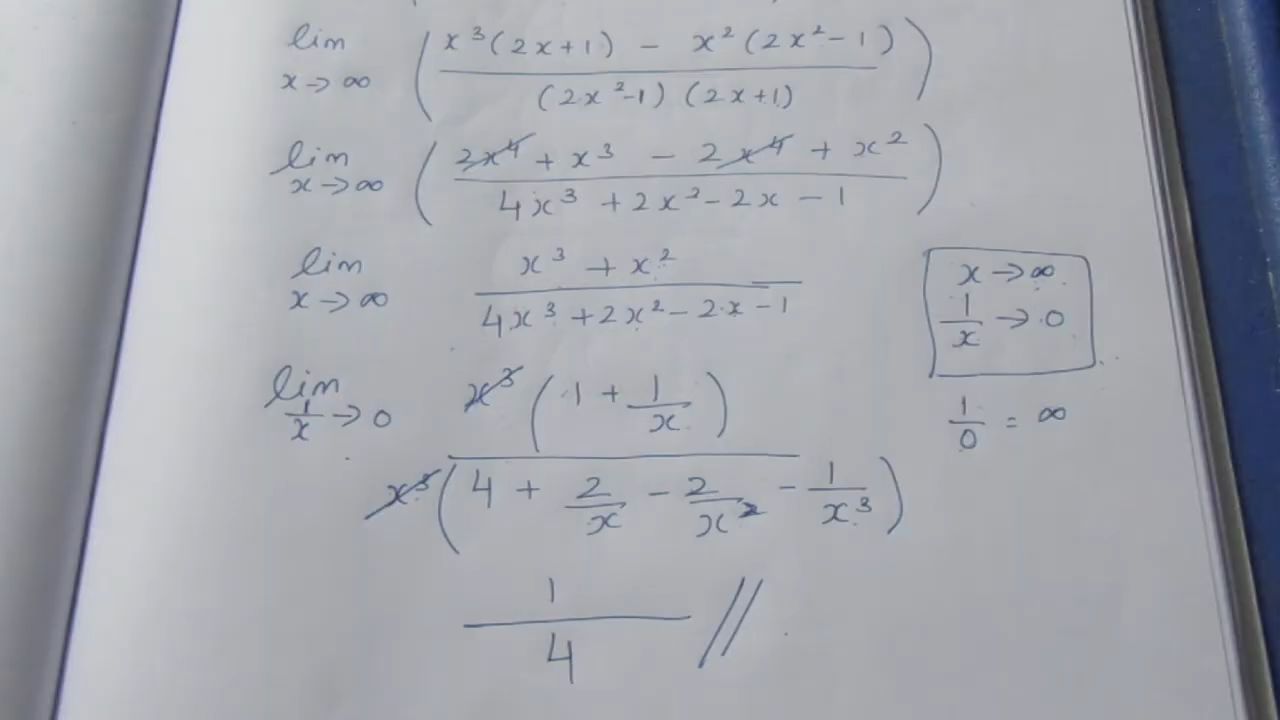 lim x→∞ ( x³(2x+1) − x²(2x²−1) / (2x²−1) (2x+1) )
lim x→∞ ( 2x⁴ + x³ − 2x⁴ + x² / 4x³ + 2x² − 2x − 1 )
lim x→∞ x³ + x² / 4x³ + 2x² − 2x − 1
x→∞
1/x → 0
lim 1/x → 0 x³ ( 1 + 1/x ) / x³ ( 4 + 2/x − 2/x² − 1/x³ )
1/0 = ∞
1/4 //